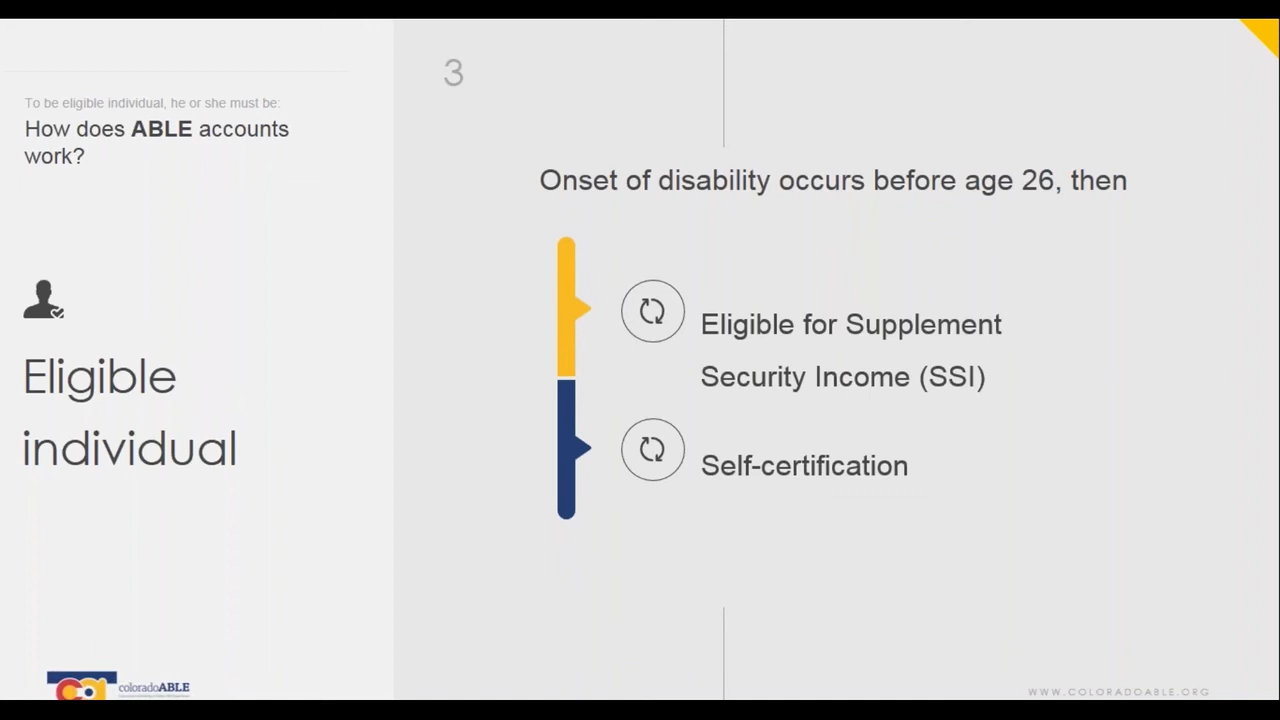 To be eligible individual, he or she must be:
How does ABLE accounts
work?
Eligible
individual
3
Onset of disability occurs before age 26, then
Eligible for Supplement
Security Income (SSI)
Self-certification
coloradoABLE
WWW.COLORADOABLE.ORG